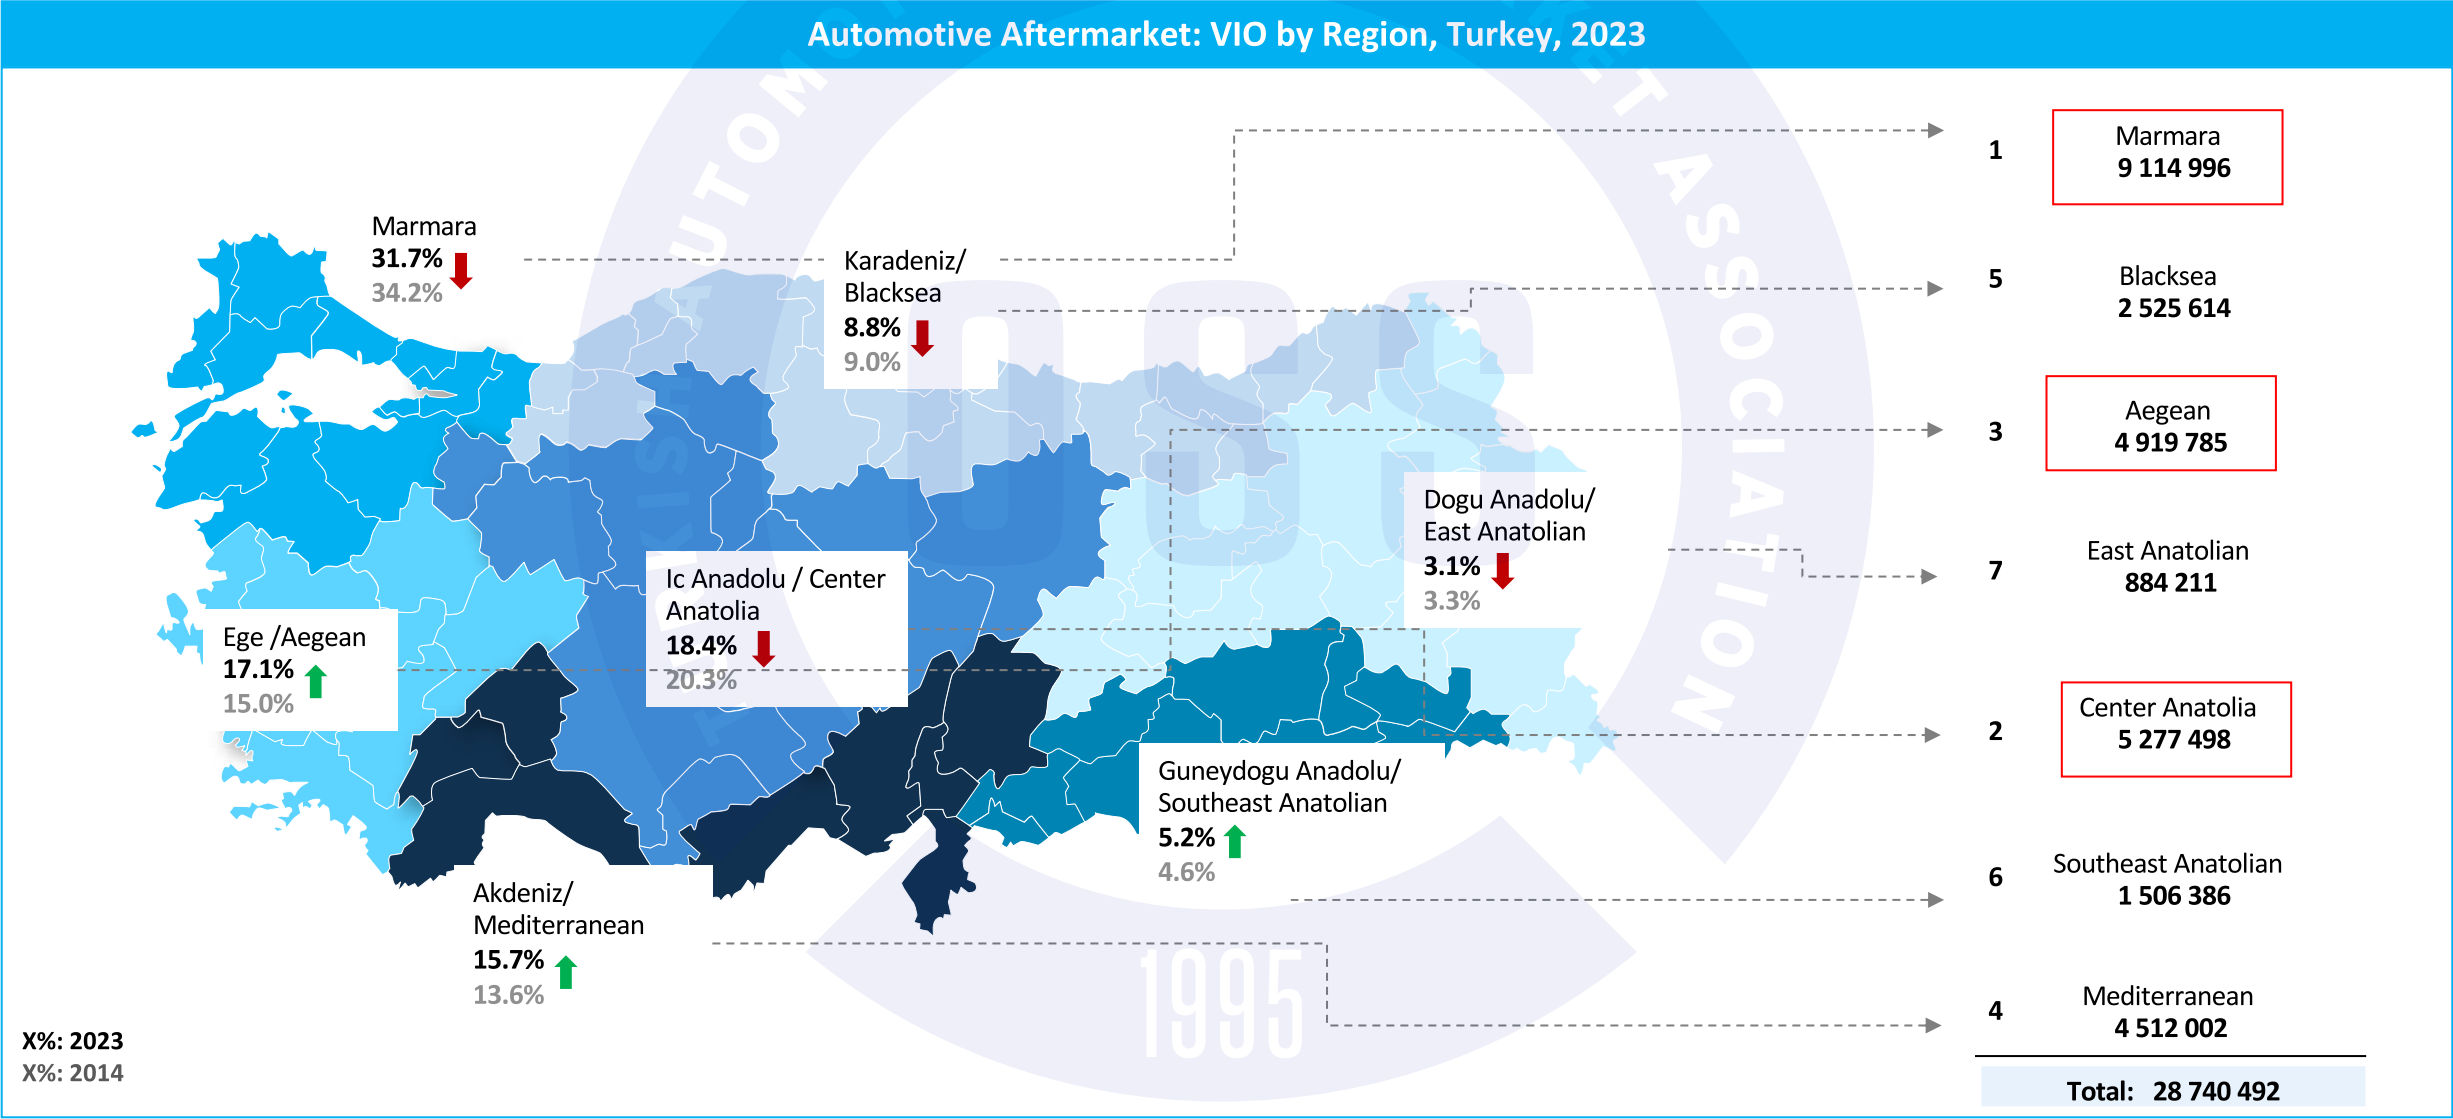 Automotive Aftermarket: VIO by Region, Turkey, 2023
Marmara
31.7%
34.2%
Karadeniz/
Blacksea
8.8%
9.0%
Dogu Anadolu/
East Anatolian
3.1%
3.3%
Ic Anadolu / Center
Anatolia
18.4%
20.3%
Ege /Aegean
17.1%
15.0%
Guneydogu Anadolu/
Southeast Anatolian
5.2%
4.6%
Akdeniz/
Mediterranean
15.7%
13.6%
X%: 2023
X%: 2014
1
Marmara
9 114 996
5
Blacksea
2 525 614
3
Aegean
4 919 785
7
East Anatolian
884 211
2
Center Anatolia
5 277 498
6
Southeast Anatolian
1 506 386
4
Mediterranean
4 512 002
Total: 28 740 492
OSS
ASSOCIATION
1995